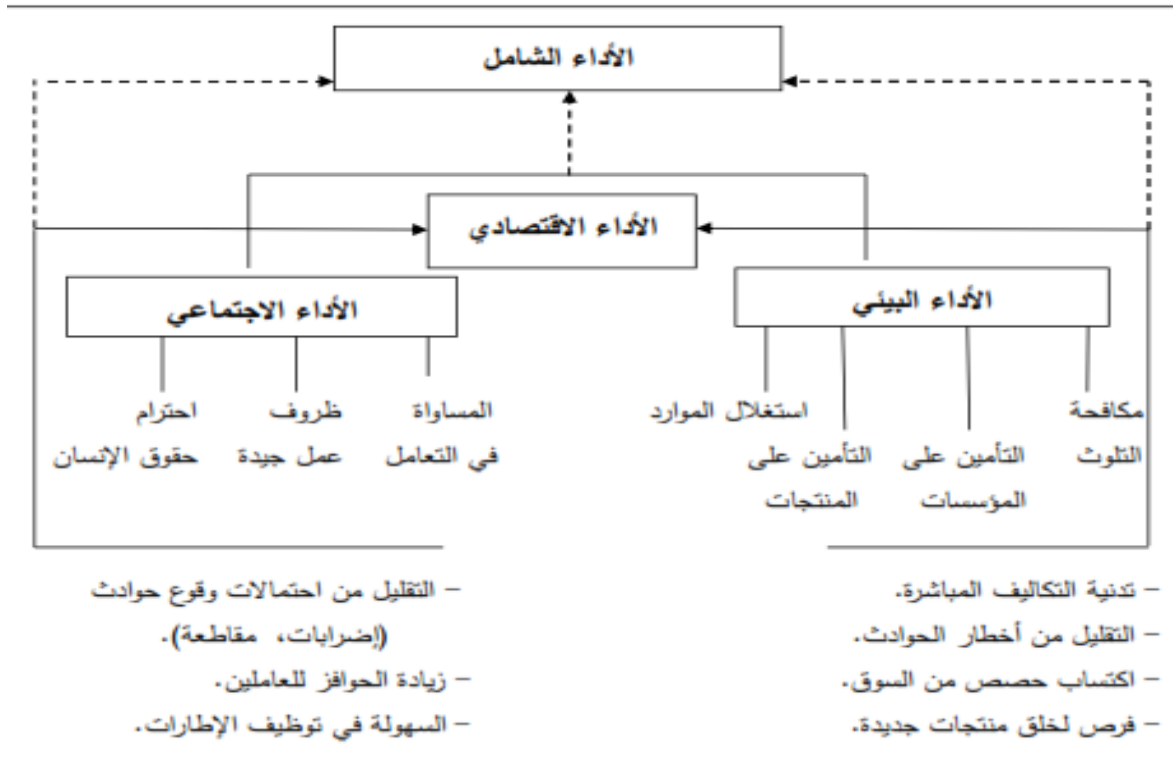 الأداء الشامل
الأداء الاقتصادي
الأداء البيئي
الأداء الاجتماعي
مكافحة
التلوث
التأمين على
المؤسسات
التأمين على
المنتجات
استغلال الموارد
المساواة
في التعامل
ظروف
عمل جيدة
احترام
حقوق الإنسان
– تدنية التكاليف المباشرة.
– التقليل من أخطار الحوادث.
– اكتساب حصص من السوق.
– فرص لخلق منتجات جديدة.
– التقليل من احتمالات وقوع حوادث
(إضرابات، مقاطعة).
– زيادة الحوافز للعاملين.
– السهولة في توظيف الإطارات.